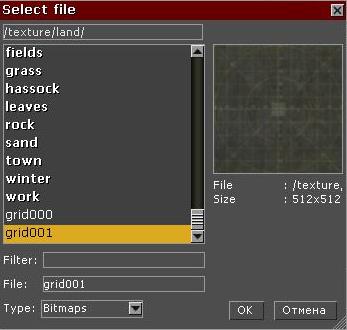 Select file
/texture/land/
fields
grass
hassock
leaves
rock
sand
town
winter
work
grid000
grid001
File : /texture,
Size : 512x512
Filter:
File: grid001
Type: Bitmaps
OK Отмена